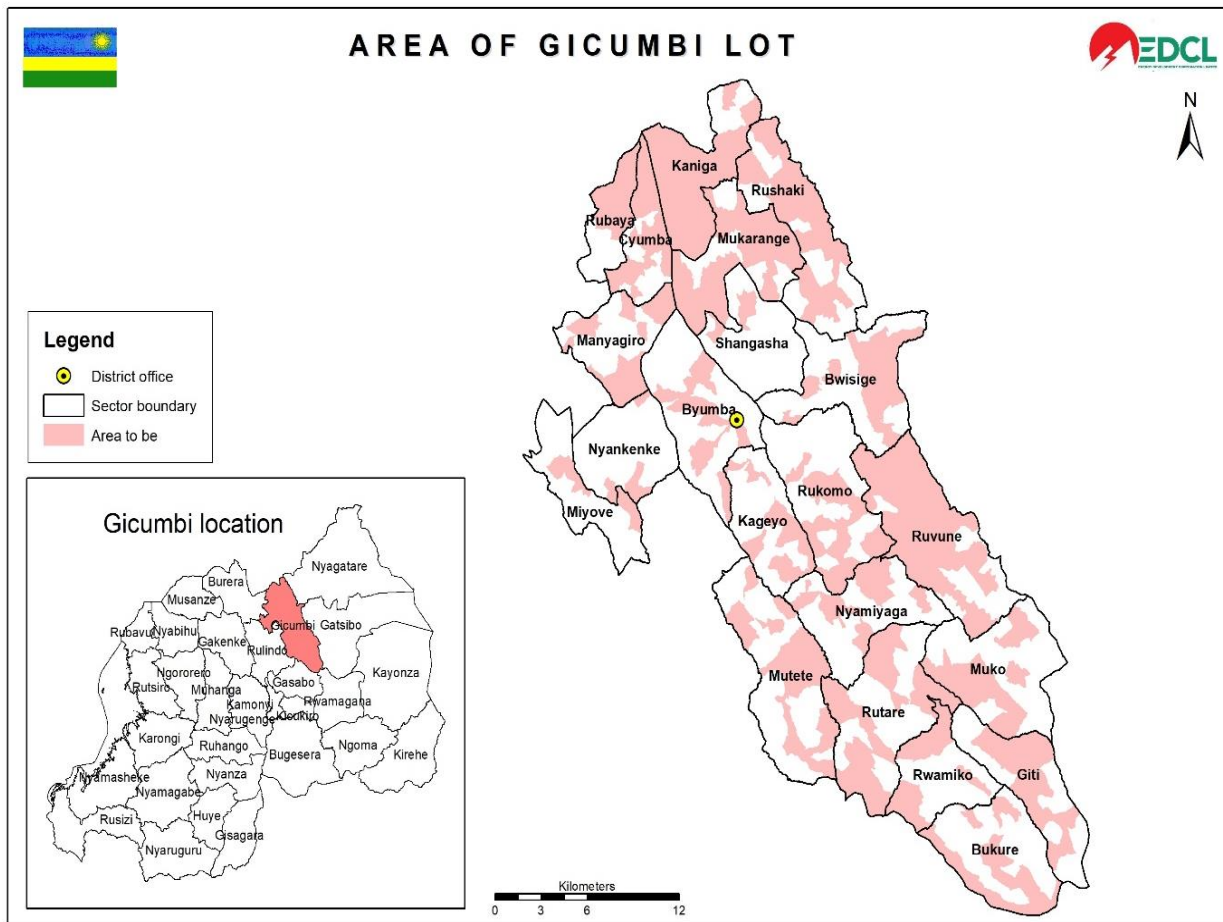 AREA OF GICUMBI LOT
EDCL
N
Kaniga
Rushaki
Rubaya
Cyumba
Mukarange
Manyagiro
Shangasha
Bwisige
Byumba
Nyankenke
Rukomo
Miyove
Kageyo
Ruvune
Nyamiyaga
Mutete
Muko
Rutare
Rwamiko
Giti
Bukure
Legend
District office
Sector boundary
Area to be
Gicumbi location
Nyagatare
Burera
Musanze
Rubavu
Nyabihu
Gicumbi
Gatsibo
Gakenke
Rulindo
Kayonza
Ngororero
Gasabo
Rutsiro
Muhanga
Rwamagana
Kamonyi
Kicukiro
Nyarugenge
Karongi
Ruhango
Bugesera
Ngoma
Kirehe
Nyamasheke
Nyanza
Nyamagabe
Rusizi
Huye
Gisagara
Nyaruguru
Kilometers
0 3 6 12